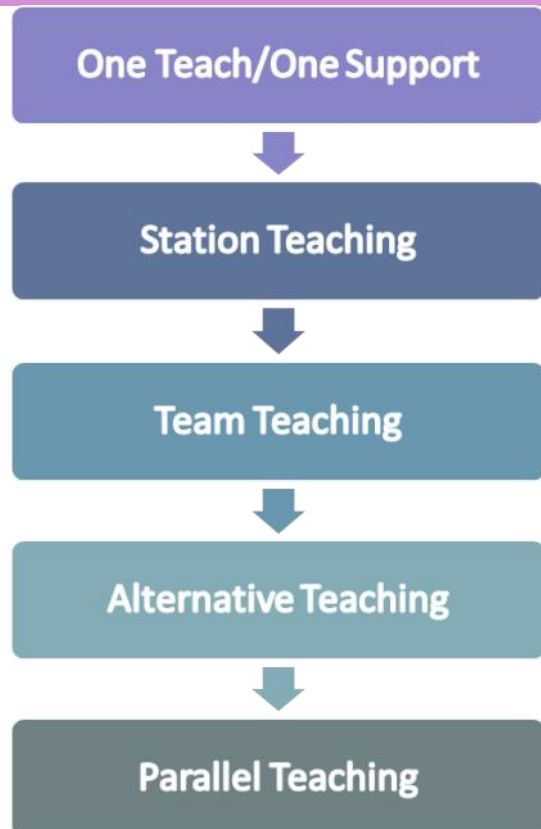 One Teach/One Support
Station Teaching
Team Teaching
Alternative Teaching
Parallel Teaching